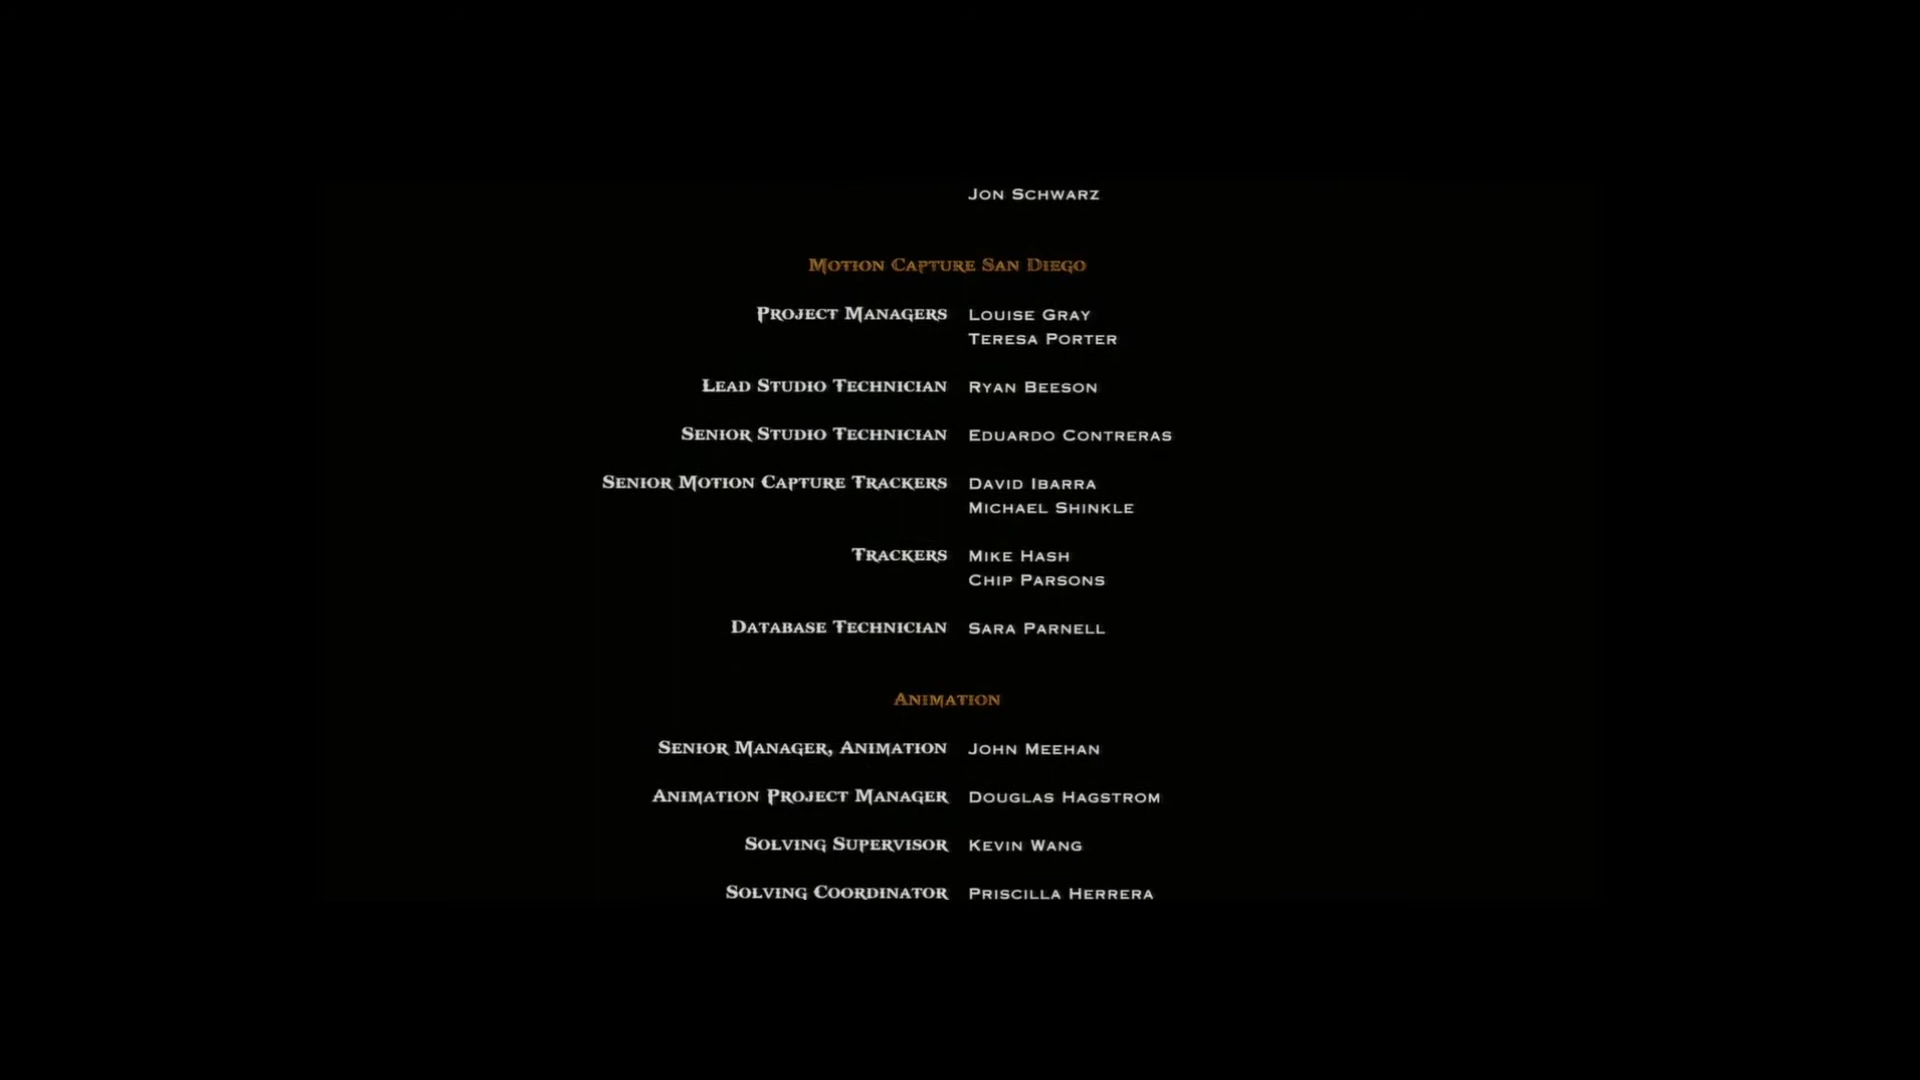 Jon Schwarz
Motion Capture San Diego
Project Managers Louise Gray
Teresa Porter
Lead Studio Technician Ryan Beeson
Senior Studio Technician Eduardo Contreras
Senior Motion Capture Trackers David Ibarra
Michael Shinkle
Trackers Mike Hash
Chip Parsons
Database Technician Sara Parnell
Animation
Senior Manager, Animation John Meehan
Animation Project Manager Douglas Hagstrom
Solving Supervisor Kevin Wang
Solving Coordinator Priscilla Herrera